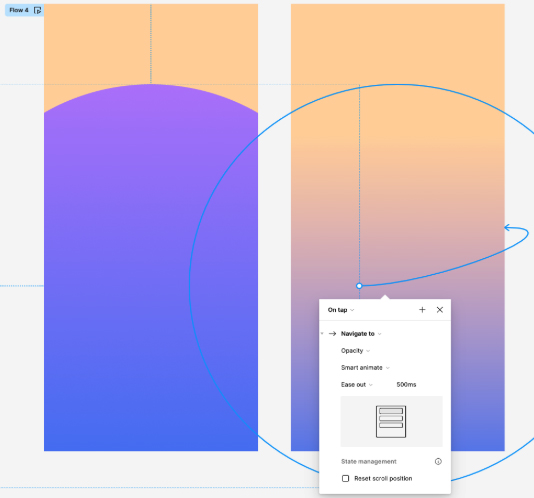 Flow 4
On tap
Navigate to
Opacity
Smart animate
Ease out 500ms
State management
Reset scroll position